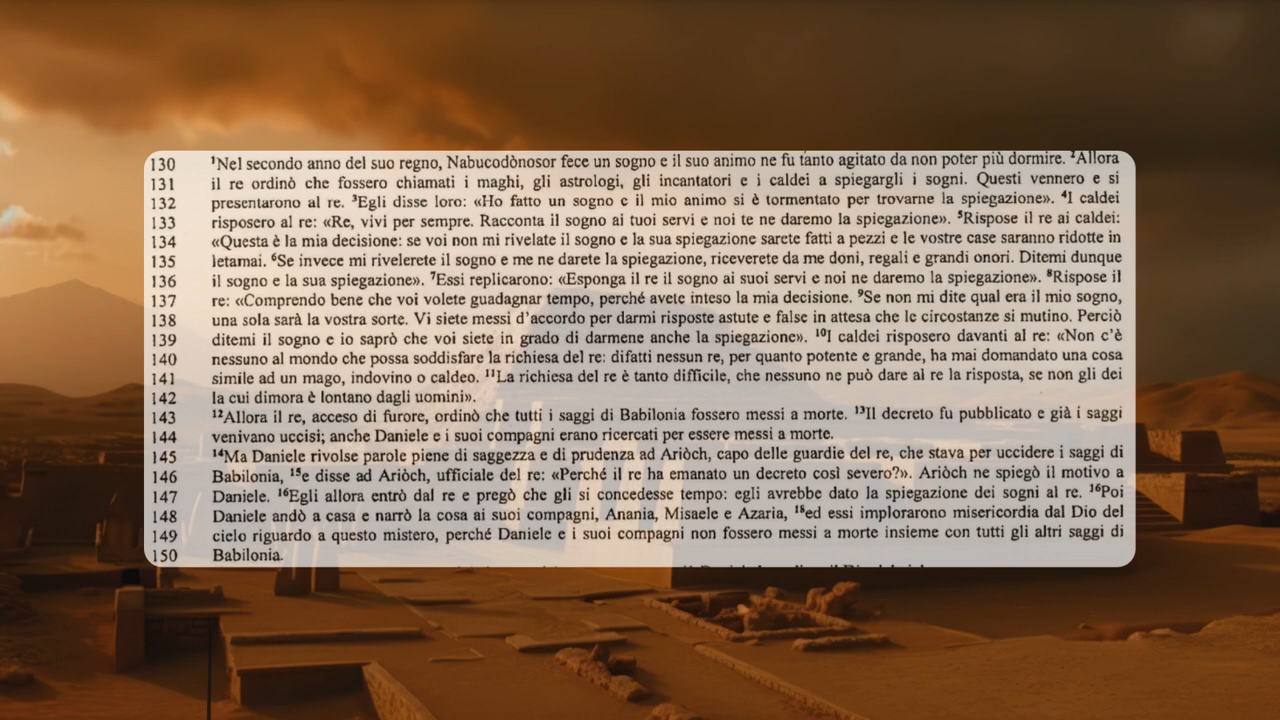 130 ¹Nel secondo anno del suo regno, Nabucodònosor fece un sogno e il suo animo ne fu tanto agitato da non poter più dormire. ²Allora
131 il re ordinò che fossero chiamati i maghi, gli astrologi, gli incantatori e i caldei a spiegargli i sogni. Questi vennero e si
132 presentarono al re. ³Egli disse loro: «Ho fatto un sogno e il mio animo si è tormentato per trovarne la spiegazione». ⁴I caldei
133 risposero al re: «Re, vivi per sempre. Racconta il sogno ai tuoi servi e noi te ne daremo la spiegazione». ⁵Rispose il re ai caldei:
134 «Questa è la mia decisione: se voi non mi rivelate il sogno e la sua spiegazione sarete fatti a pezzi e le vostre case saranno ridotte in
135 letamai. ⁶Se invece mi rivelerete il sogno e me ne darete la spiegazione, riceverete da me doni, regali e grandi onori. Ditemi dunque
136 il sogno e la sua spiegazione». ⁷Essi replicarono: «Esponga il re il sogno ai suoi servi e noi ne daremo la spiegazione». ⁸Rispose il
137 re: «Comprendo bene che voi volete guadagnar tempo, perché avete inteso la mia decisione. ⁹Se non mi dite qual era il mio sogno,
138 una sola sarà la vostra sorte. Vi siete messi d'accordo per darmi risposte astute e false in attesa che le circostanze si mutino. Perciò
139 ditemi il sogno e io saprò che voi siete in grado di darmene anche la spiegazione». ¹⁰I caldei risposero davanti al re: «Non c'è
140 nessuno al mondo che possa soddisfare la richiesa del re: difatti nessun re, per quanto potente e grande, ha mai domandato una cosa
141 simile ad un mago, indovino o caldeo. ¹¹La richiesa del re è tanto difficile, che nessuno ne può dare al re la risposta, se non gli dei
142 la cui dimora è lontano dagli uomini».
143 ¹²Allora il re, acceso di furore, ordinò che tutti i saggi di Babilonia fossero messi a morte. ¹³Il decreto fu pubblicato e già i saggi
144 venivano uccisi; anche Daniele e i suoi compagni erano ricercati per essere messi a morte.
145 ¹⁴Ma Daniele rivolse parole piene di saggezza e di prudenza ad Ariòch, capo delle guardie del re, che stava per uccidere i saggi di
146 Babilonia, ¹⁵e disse ad Ariòch, ufficiale del re: «Perché il re ha emanato un decreto così severo?». Ariòch ne spiegò il motivo a
147 Daniele. ¹⁶Egli allora entrò dal re e pregò che gli si concedesse tempo: egli avrebbe dato la spiegazione dei sogni al re. ¹⁶Poi
148 Daniele andò a casa e narrò la cosa ai suoi compagni, Anania, Misaele e Azaria, ¹⁸ed essi implorarono misericordia dal Dio del
149 cielo riguardo a questo mistero, perché Daniele e i suoi compagni non fossero messi a morte insieme con tutti gli altri saggi di
150 Babilonia.